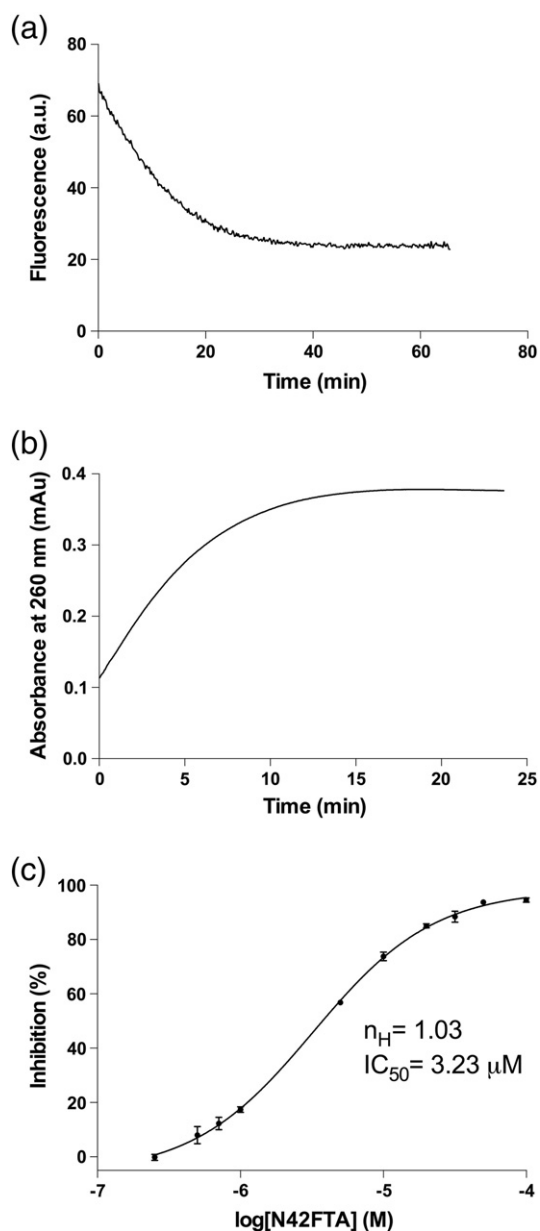 (a)
80
60
40
20
0
Fluorescence (a.u.)
0 20 40 60 80
Time (min)
(b)
0.4
0.3
0.2
0.1
0.0
Absorbance at 260 nm (mAu)
0 5 10 15 20 25
Time (min)
(c)
100
80
60
40
20
0
Inhibition (%)
n_H= 1.03
IC_50= 3.23 μM
-7 -6 -5 -4
log[N42FTA] (M)